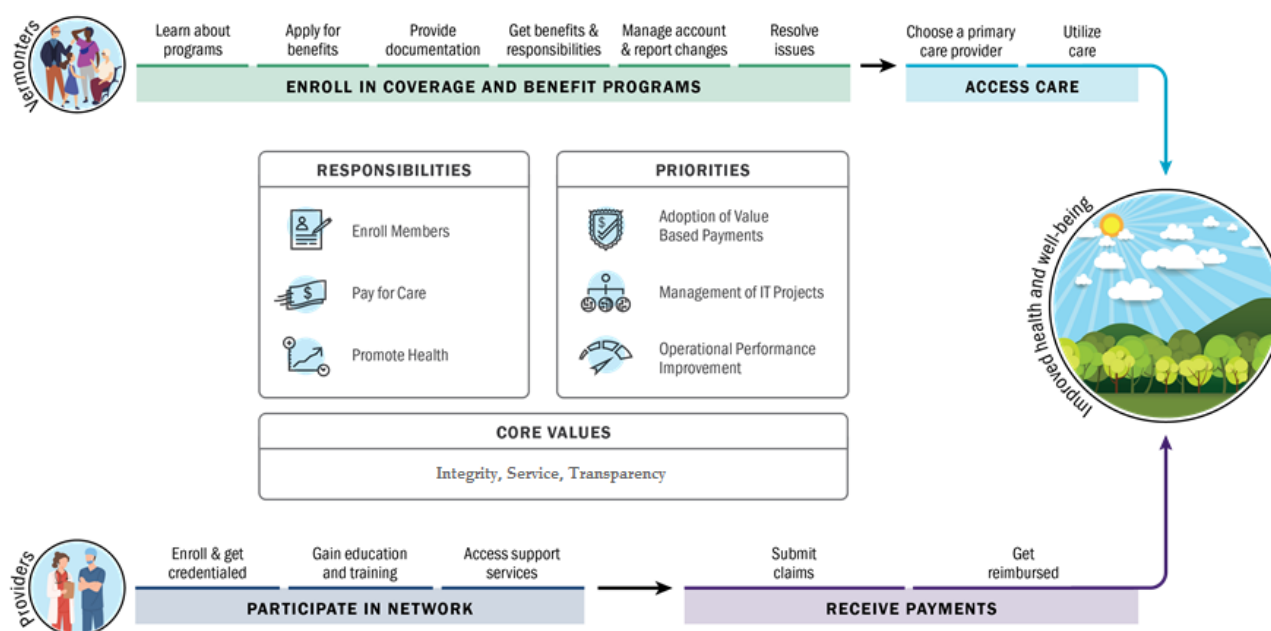 Vermonters
Learn about
programs
Apply for
benefits
Provide
documentation
Get benefits &
responsibilities
Manage account
& report changes
Resolve
issues
ENROLL IN COVERAGE AND BENEFIT PROGRAMS
Choose a primary
care provider
Utilize
care
ACCESS CARE
RESPONSIBILITIES
Enroll Members
Pay for Care
Promote Health
PRIORITIES
Adoption of Value
Based Payments
Management of IT Projects
Operational Performance
Improvement
CORE VALUES
Integrity, Service, Transparency
Improved health and well-being
Providers
Enroll & get
credentialed
Gain education
and training
Access support
services
PARTICIPATE IN NETWORK
Submit
claims
Get
reimbursed
RECEIVE PAYMENTS